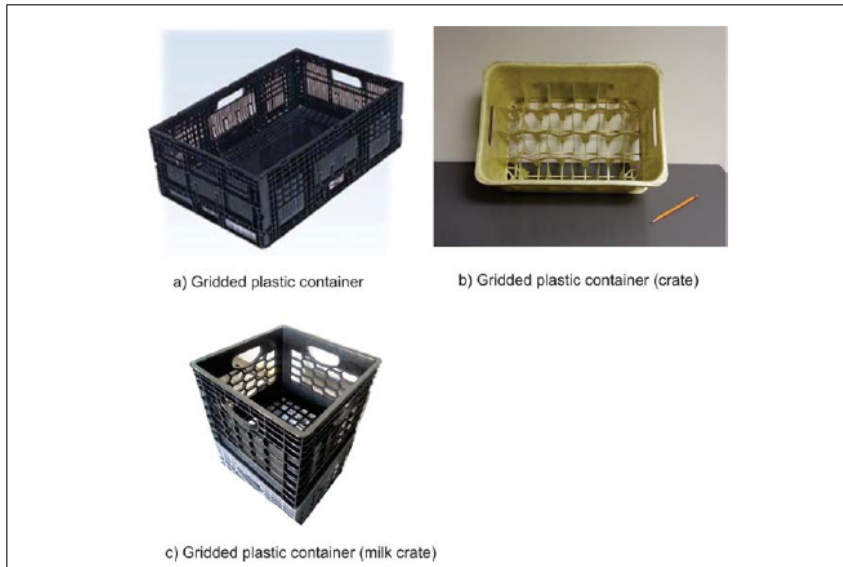 a) Gridded plastic container
b) Gridded plastic container (crate)
c) Gridded plastic container (milk crate)